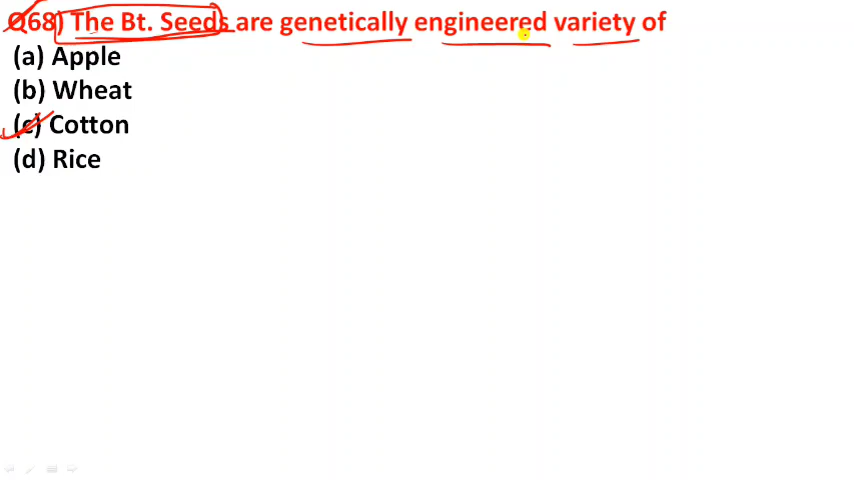 Q68) The Bt. Seeds are genetically engineered variety of
(a) Apple
(b) Wheat
(c) Cotton
(d) Rice